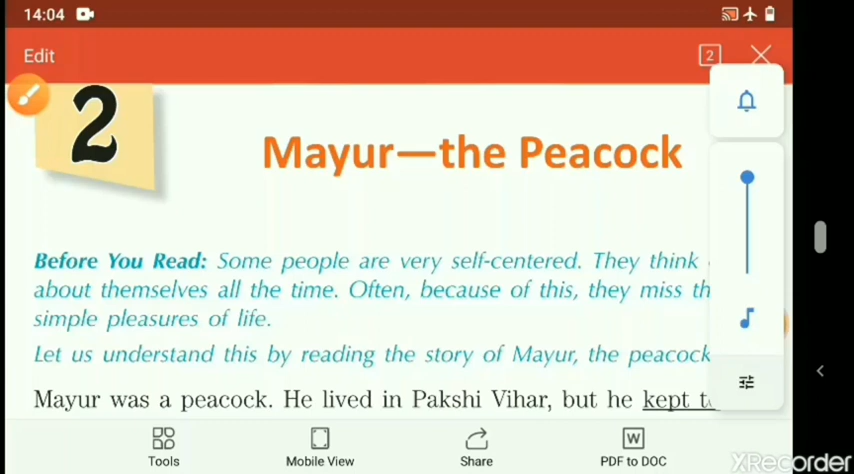 14:04
Edit
2
2
Mayur—the Peacock
Before You Read: Some people are very self-centered. They think
about themselves all the time. Often, because of this, they miss
simple pleasures of life.
Let us understand this by reading the story of Mayur, the peacock
Mayur was a peacock. He lived in Pakshi Vihar, but he kept
Tools
Mobile View
Share
W
PDF to DOC
XRecorder